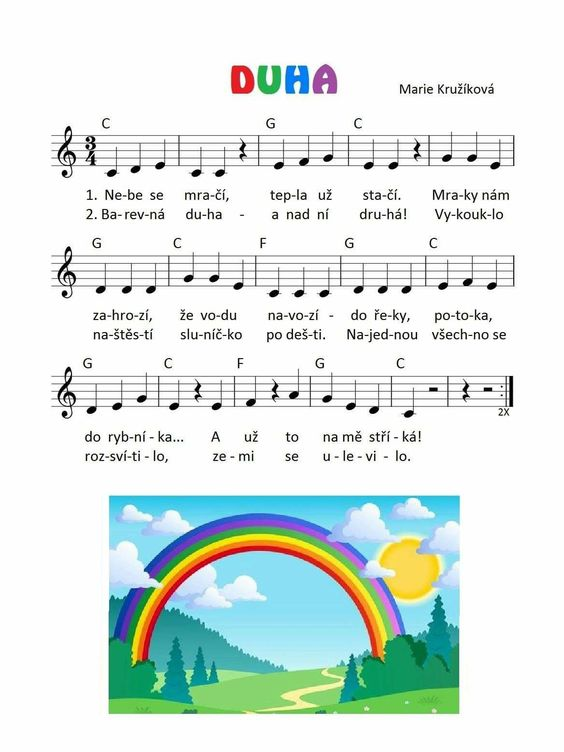 DUHA
Marie Kružíková
C G C
3
4
1. Ne-be se mra-čí, tep-la už sta-čí. Mra-ky nám
2. Ba-rev-ná du-ha - a nad ní dru-há! Vy-kouk-lo
G C F G C
za-hro-zí, že vo-du na-vo-zí - do ře-ky, po-to-ka,
na-štěs-tí slu-níč-ko po deš-ti. Na-jed-nou všech-no se
G C F G C
do ryb-ní-ka... A už to na mě stří-ká!
2X
roz-sví-ti-lo, ze-mi se u-le-vi-lo.